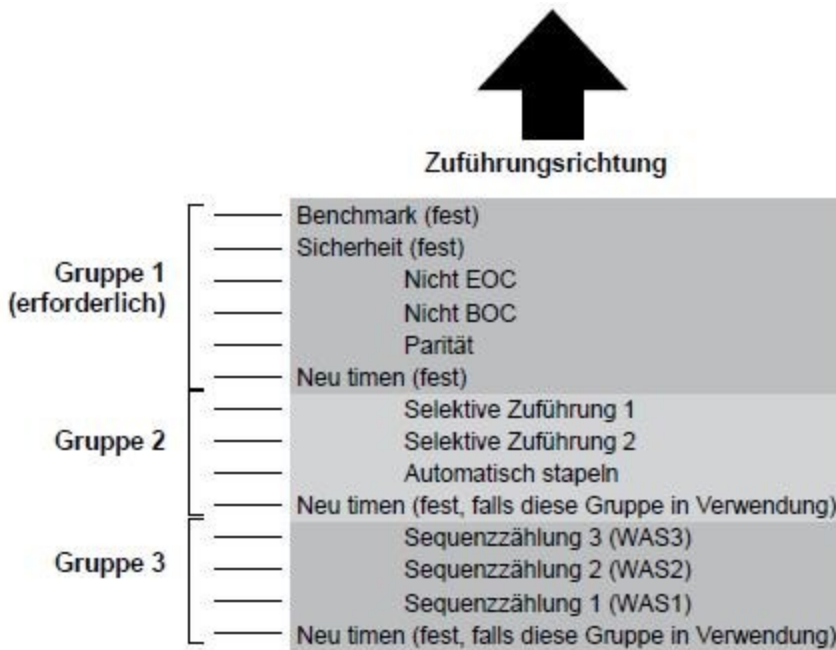 Zuführungsrichtung
Gruppe 1
(erforderlich)
Benchmark (fest)
Sicherheit (fest)
Nicht EOC
Nicht BOC
Parität
Neu timen (fest)
Gruppe 2
Selektive Zuführung 1
Selektive Zuführung 2
Automatisch stapeln
Neu timen (fest, falls diese Gruppe in Verwendung)
Gruppe 3
Sequenzzählung 3 (WAS3)
Sequenzzählung 2 (WAS2)
Sequenzzählung 1 (WAS1)
Neu timen (fest, falls diese Gruppe in Verwendung)